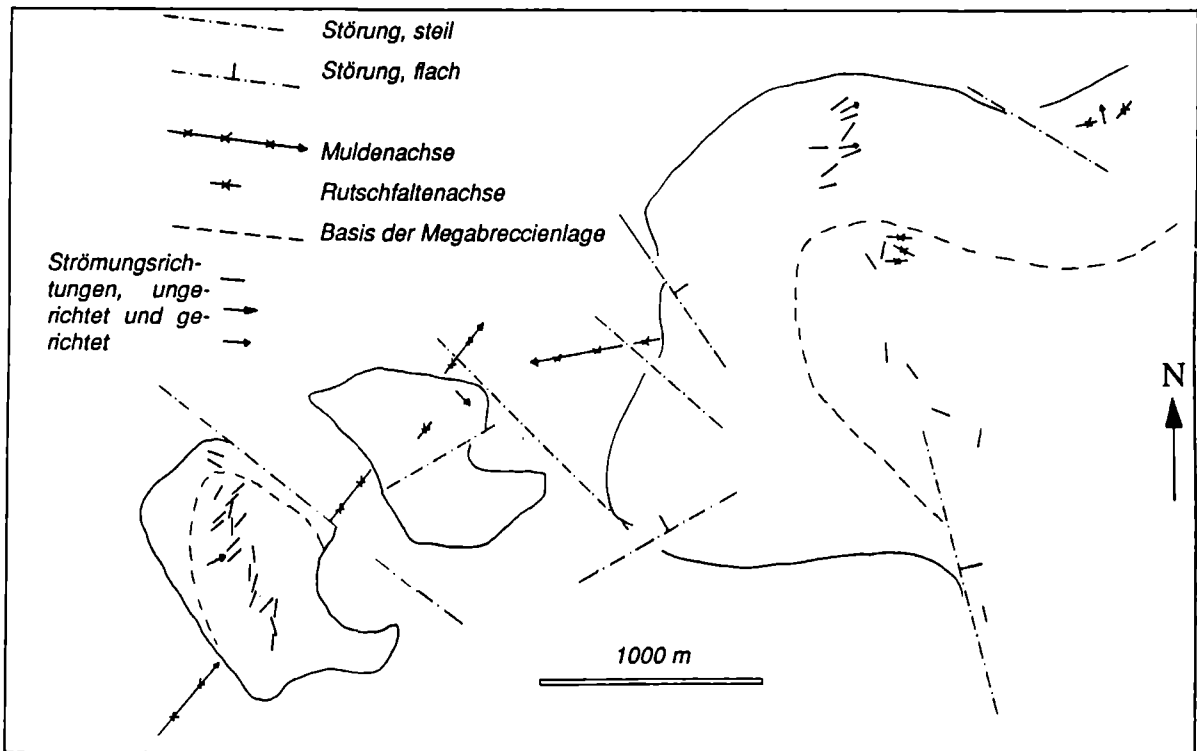 Störung, steil
Störung, flach
Muldenachse
Rutschfaltenachse
Basis der Megabreccienlage
Strömungsrich-
tungen, unge-
richtet und ge-
richtet
N
1000 m